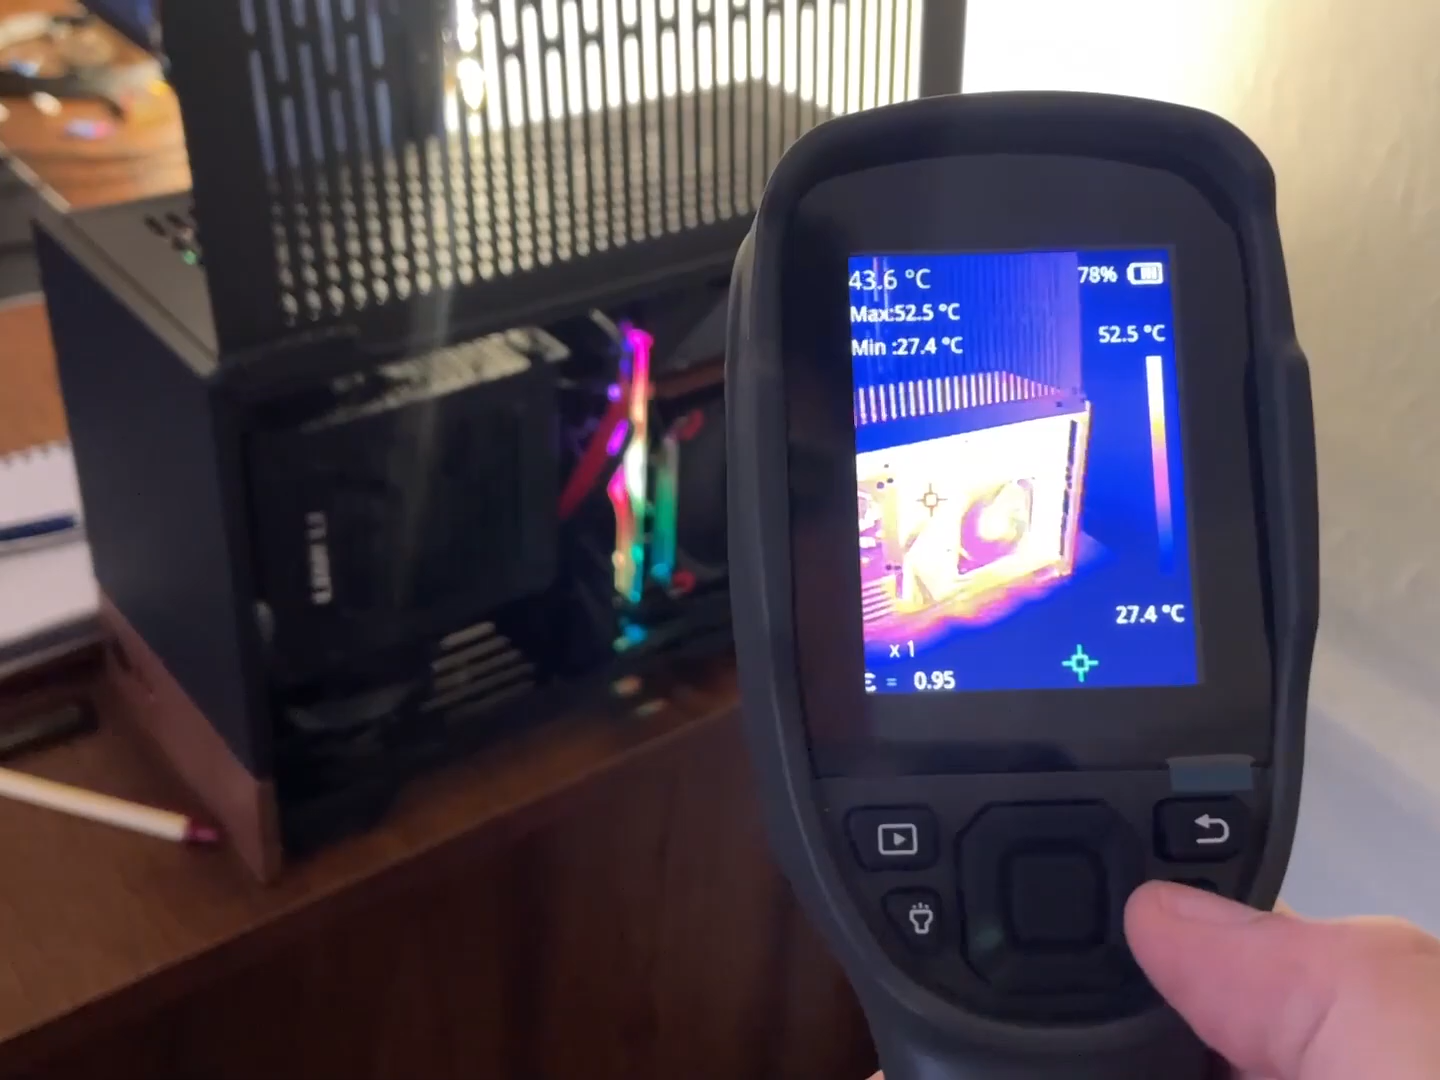 43.6 °C
78%
Max:52.5 °C
Min :27.4 °C
52.5 °C
27.4 °C
x 1
ε = 0.95